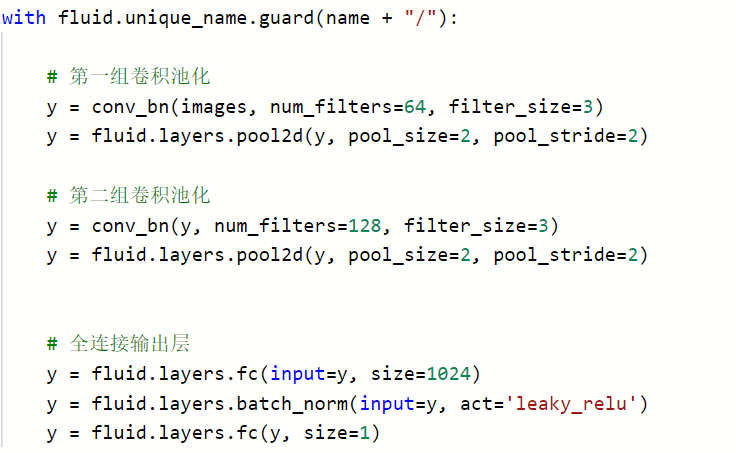 with fluid.unique_name.guard(name + "/"):
# 第一组卷积池化
y = conv_bn(images, num_filters=64, filter_size=3)
y = fluid.layers.pool2d(y, pool_size=2, pool_stride=2)
# 第二组卷积池化
y = conv_bn(y, num_filters=128, filter_size=3)
y = fluid.layers.pool2d(y, pool_size=2, pool_stride=2)
# 全连接输出层
y = fluid.layers.fc(input=y, size=1024)
y = fluid.layers.batch_norm(input=y, act='leaky_relu')
y = fluid.layers.fc(y, size=1)